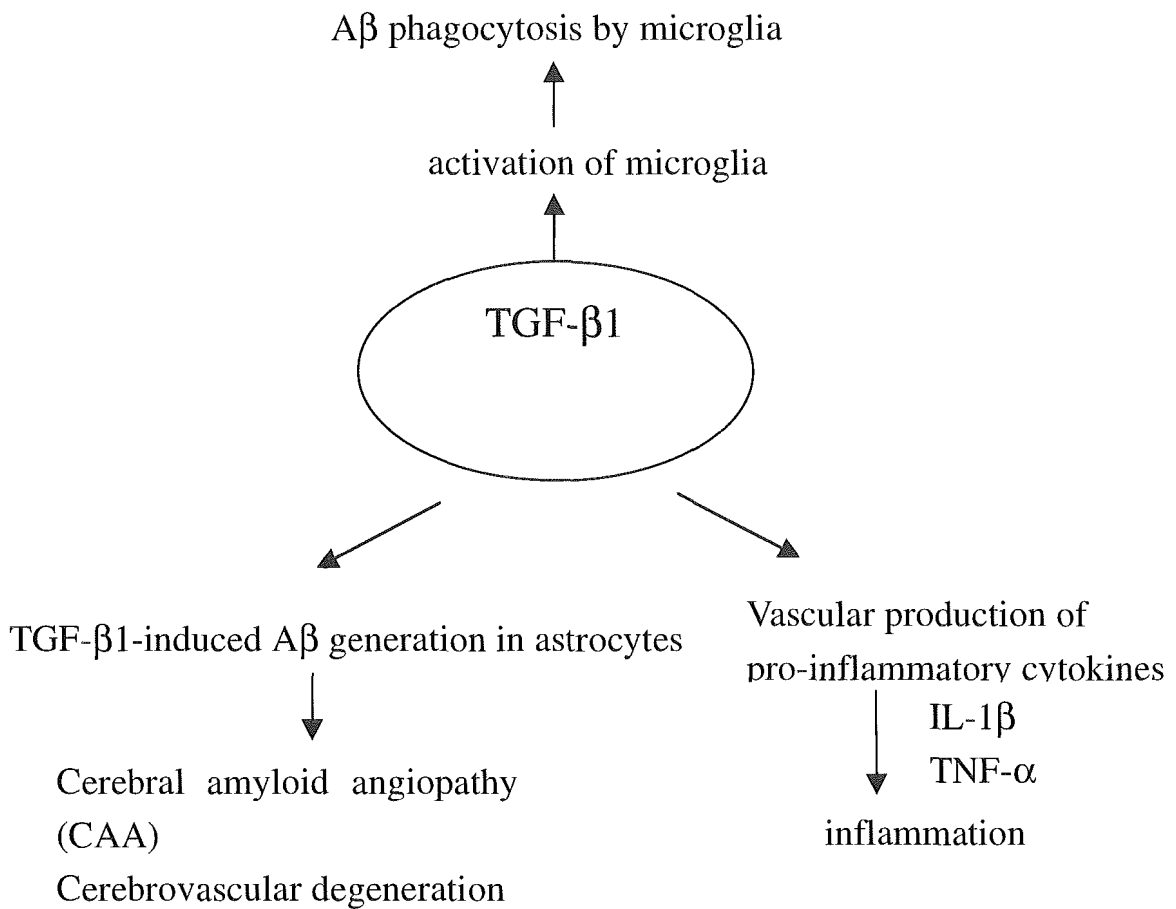 Aβ phagocytosis by microglia
activation of microglia
TGF-β1
TGF-β1-induced Aβ generation in astrocytes
Cerebral amyloid angiopathy
(CAA)
Cerebrovascular degeneration
Vascular production of
pro-inflammatory cytokines
IL-1β
TNF-α
inflammation